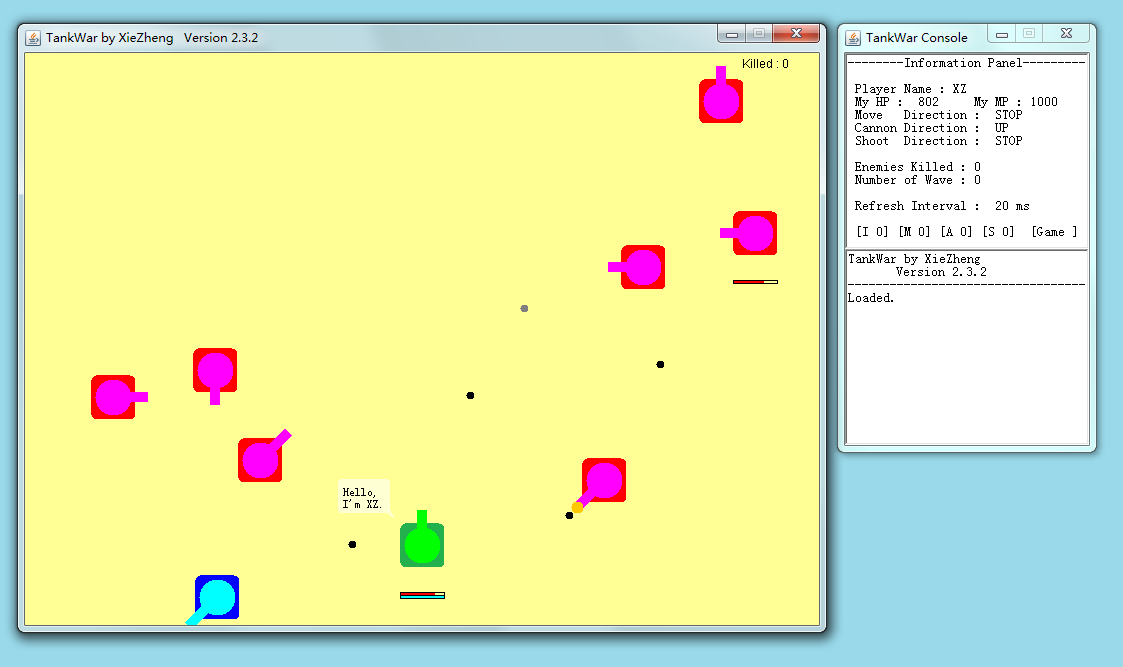 TankWar by XieZheng   Version 2.3.2
Killed : 0
Hello,
I'm XZ.
TankWar Console
--------Information Panel---------
Player Name : XZ
My HP :  802     My MP : 1000
Move   Direction :  STOP
Cannon Direction :  UP
Shoot  Direction :  STOP
Enemies Killed : 0
Number of Wave : 0
Refresh Interval :  20 ms
[I 0] [M 0] [A 0] [S 0]  [Game ]
TankWar by XieZheng
Version 2.3.2
----------------------------------
Loaded.